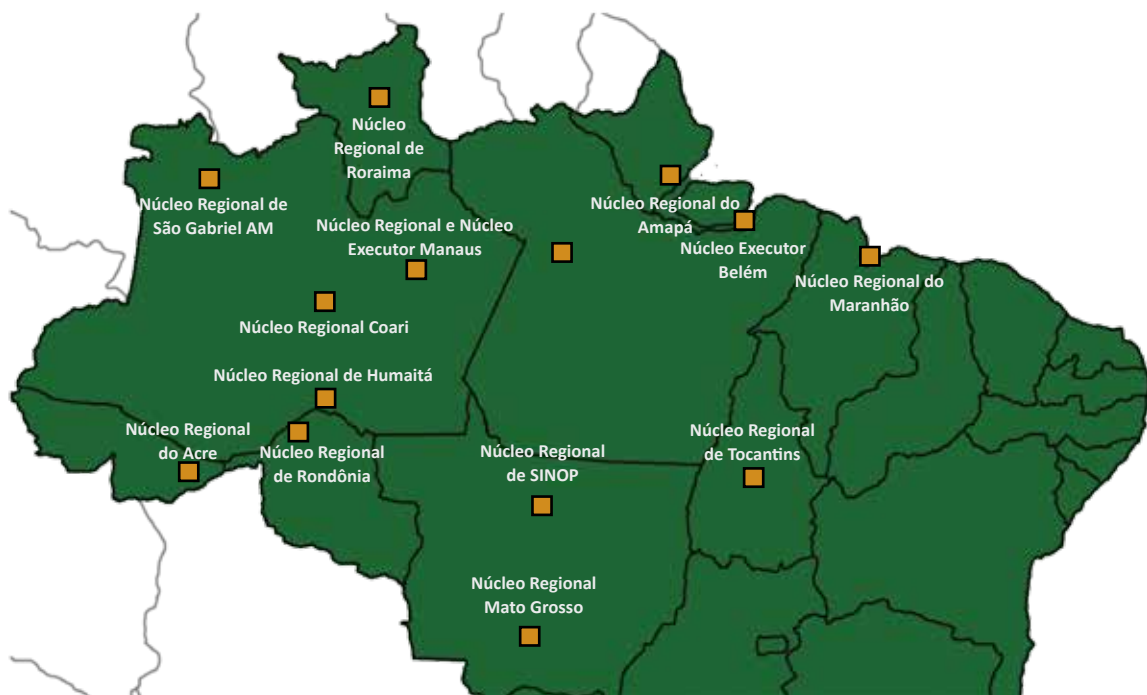 Núcleo
Regional de
Roraima
Núcleo Regional de
São Gabriel AM
Núcleo Regional e Núcleo
Executor Manaus
Núcleo Regional do
Amapá
Núcleo Executor
Belém
Núcleo Regional do
Maranhão
Núcleo Regional Coari
Núcleo Regional de Humaitá
Núcleo Regional
do Acre
Núcleo Regional
de Rondônia
Núcleo Regional
de SINOP
Núcleo Regional
de Tocantins
Núcleo Regional
Mato Grosso